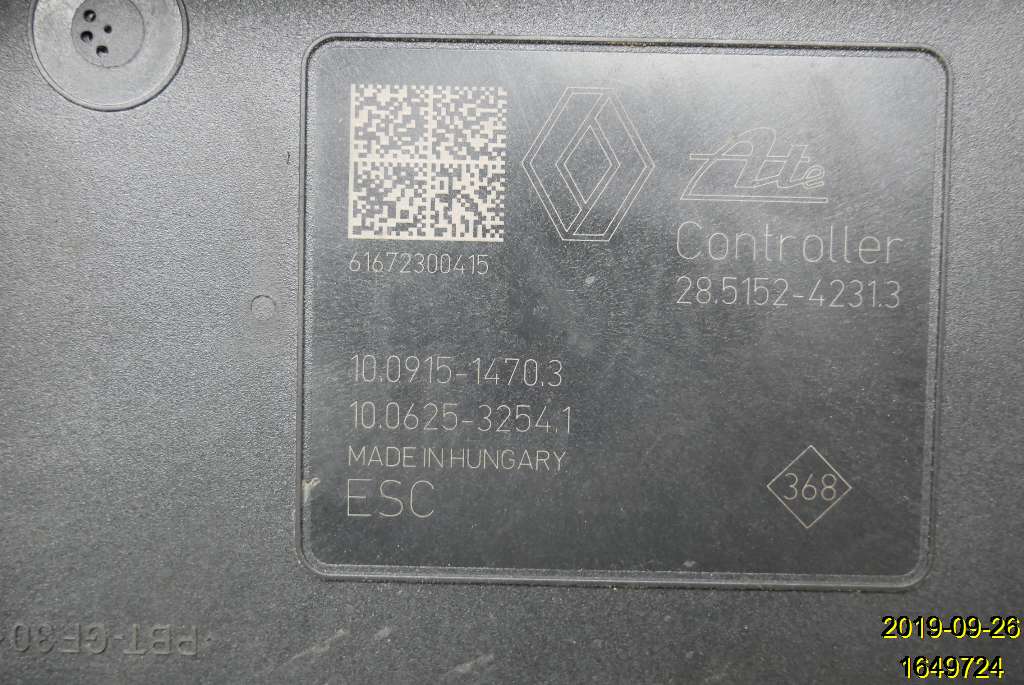 Ate
61672300415
Controller
28.5152-4231.3
10.0915-1470.3
10.0625-3254.1
MADE IN HUNGARY
ESC
368
PBT-GF30
2019-09-26
1649724